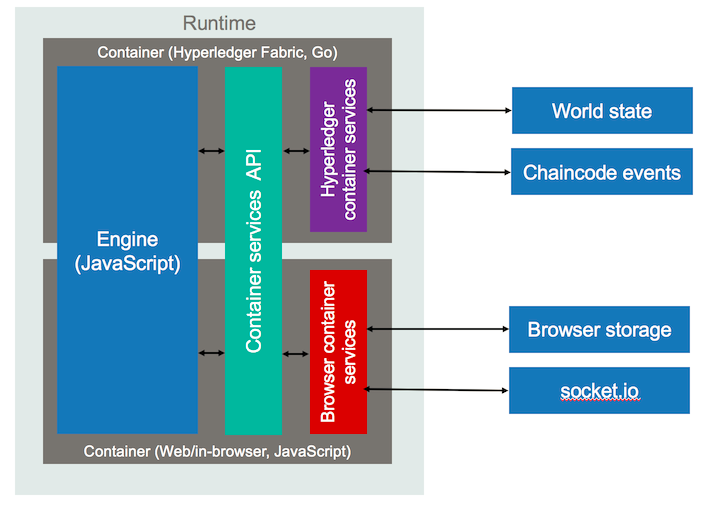 Runtime
Container (Hyperledger Fabric, Go)
Engine
(JavaScript)
Container services  API
Hyperledger
container services
World state
Chaincode events
Browser container
services
Browser storage
socket.io
Container (Web/in-browser, JavaScript)